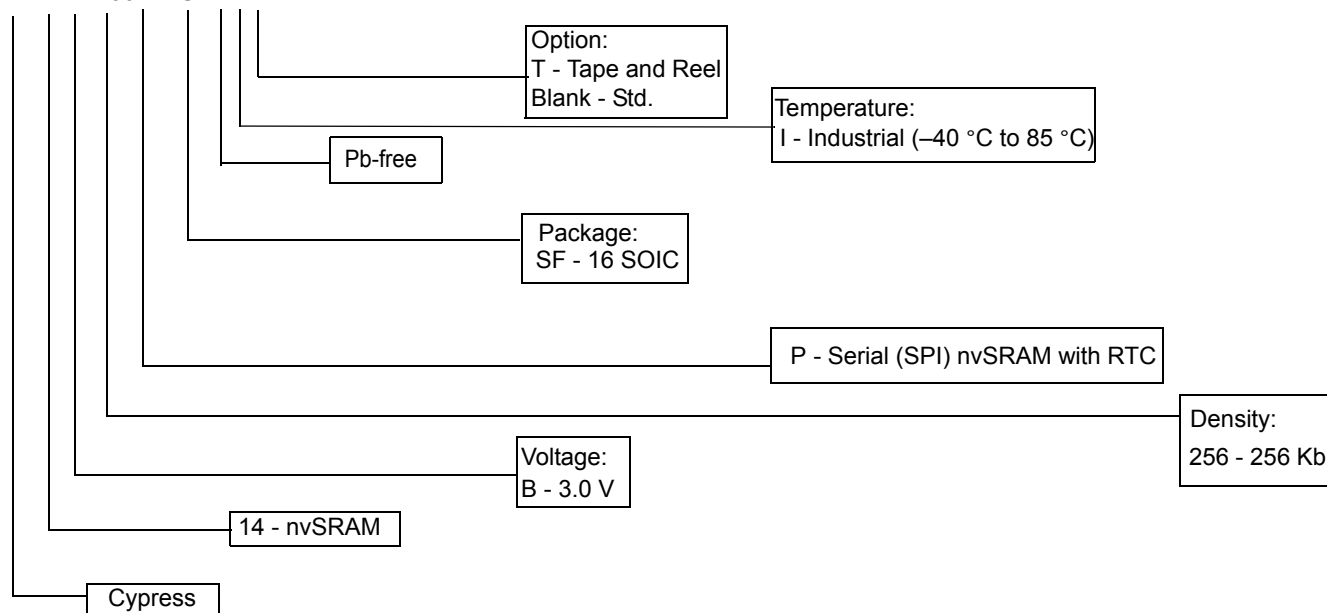 Option:
T - Tape and Reel
Blank - Std.
Temperature:
I - Industrial (–40 °C to 85 °C)
Pb-free
Package:
SF - 16 SOIC
P - Serial (SPI) nvSRAM with RTC
Density:
256 - 256 Kb
Voltage:
B - 3.0 V
14 - nvSRAM
Cypress